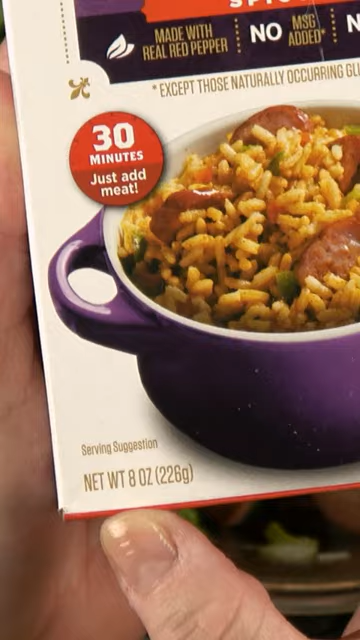 MADE WITH
REAL RED PEPPER
NO MSG
ADDED*
*EXCEPT THOSE NATURALLY OCCURRING
30
MINUTES
Just add
meat!
Serving Suggestion
NET WT 8 OZ (226g)